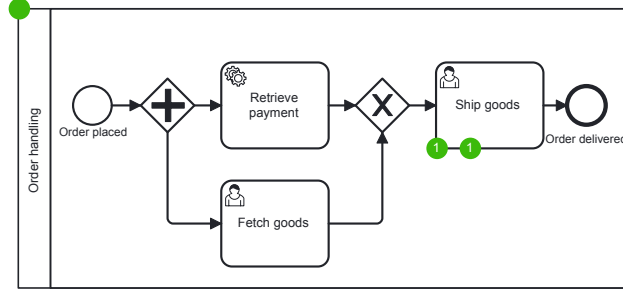 Order handling
Order placed
Retrieve
payment
Fetch goods
X
Ship goods
1 1
Order delivered